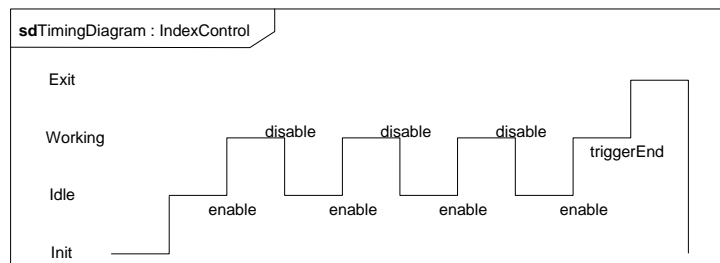 sdTimingDiagram : IndexControl
Exit
Working
disable disable disable
triggerEnd
Idle
enable enable enable enable
Init